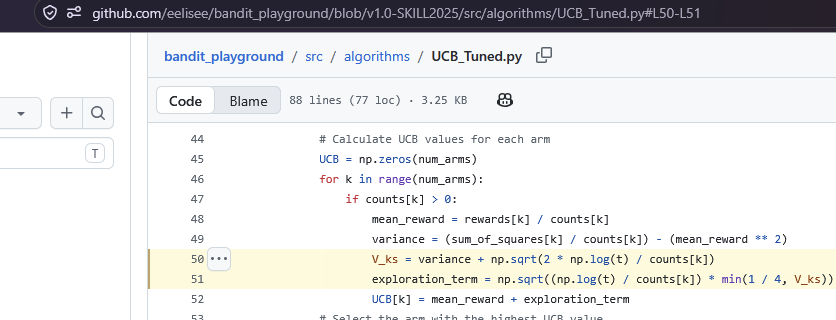 github.com/eelisee/bandit_playground/blob/v1.0-SKILL2025/src/algorithms/UCB_Tuned.py#L50-L51
bandit_playground / src / algorithms / UCB_Tuned.py
Code Blame 88 lines (77 loc) · 3.25 KB
T
44 # Calculate UCB values for each arm
45 UCB = np.zeros(num_arms)
46 for k in range(num_arms):
47 if counts[k] > 0:
48 mean_reward = rewards[k] / counts[k]
49 variance = (sum_of_squares[k] / counts[k]) - (mean_reward ** 2)
50 V_ks = variance + np.sqrt(2 * np.log(t) / counts[k])
51 exploration_term = np.sqrt((np.log(t) / counts[k]) * min(1 / 4, V_ks))
52 UCB[k] = mean_reward + exploration_term
53 # Select the arm with the highest UCB value